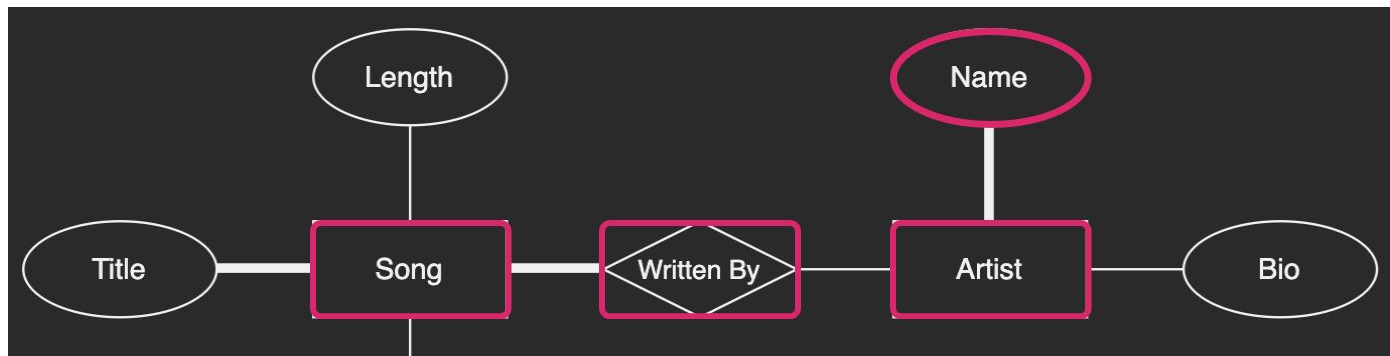 Length
Name
Title
Song
Written By
Artist
Bio